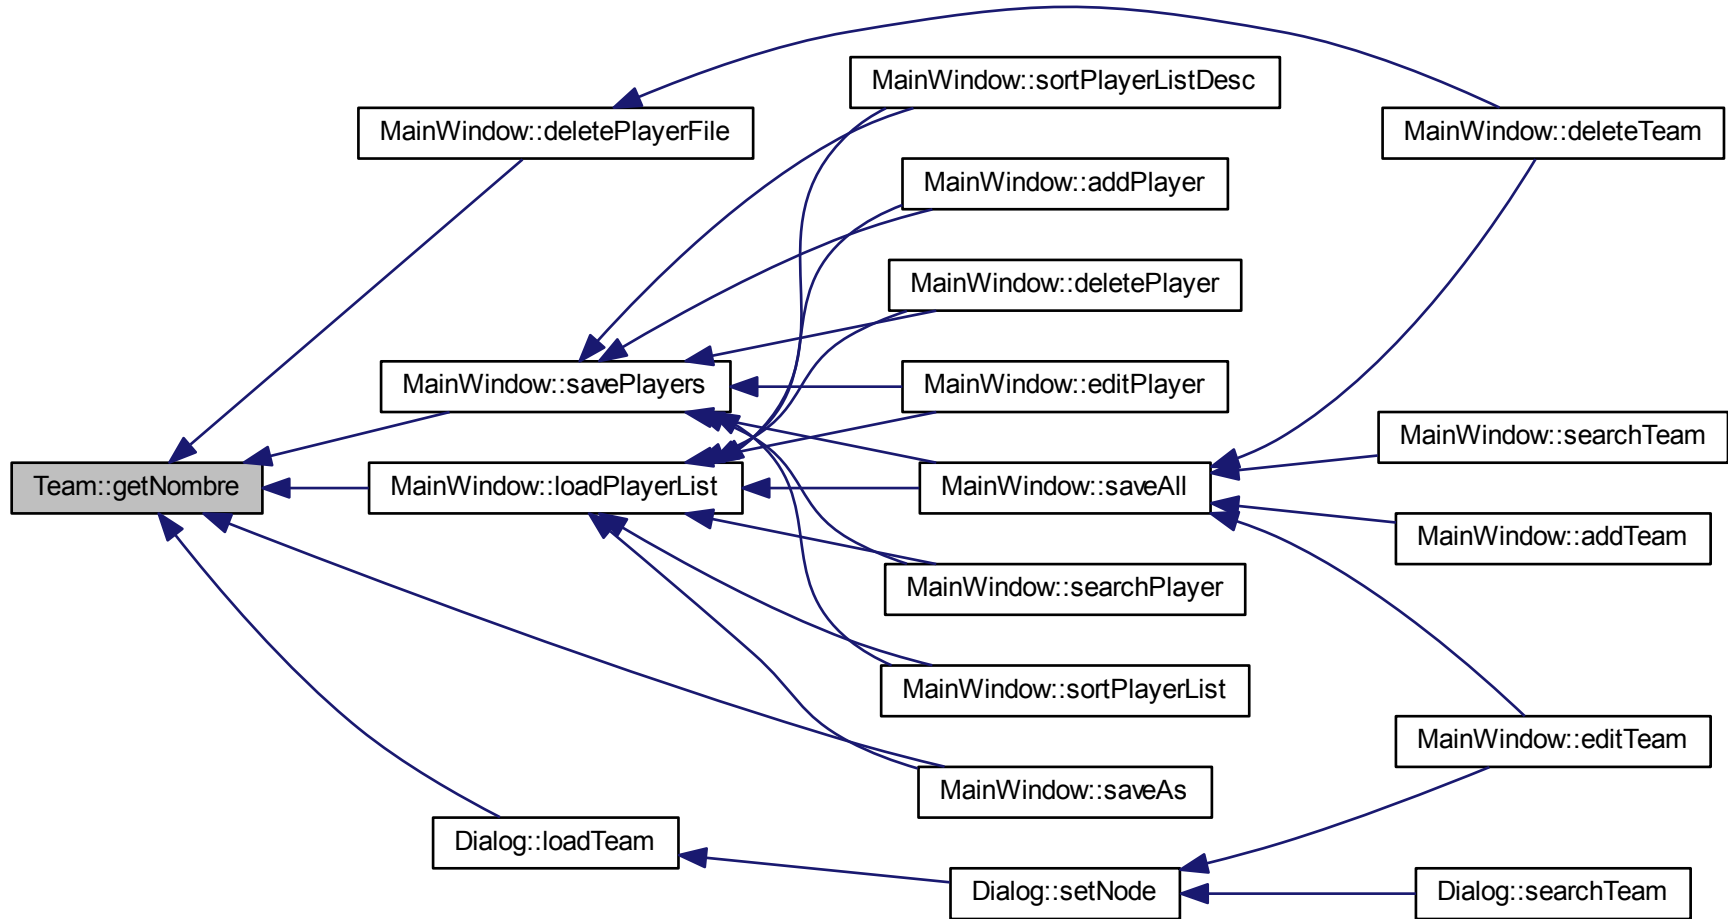 MainWindow::sortPlayerListDesc
MainWindow::deletePlayerFile
MainWindow::deleteTeam
MainWindow::addPlayer
MainWindow::deletePlayer
MainWindow::savePlayers
MainWindow::editPlayer
MainWindow::searchTeam
Team::getNombre
MainWindow::loadPlayerList
MainWindow::saveAll
MainWindow::addTeam
MainWindow::searchPlayer
MainWindow::sortPlayerList
MainWindow::editTeam
MainWindow::saveAs
Dialog::loadTeam
Dialog::setNode
Dialog::searchTeam